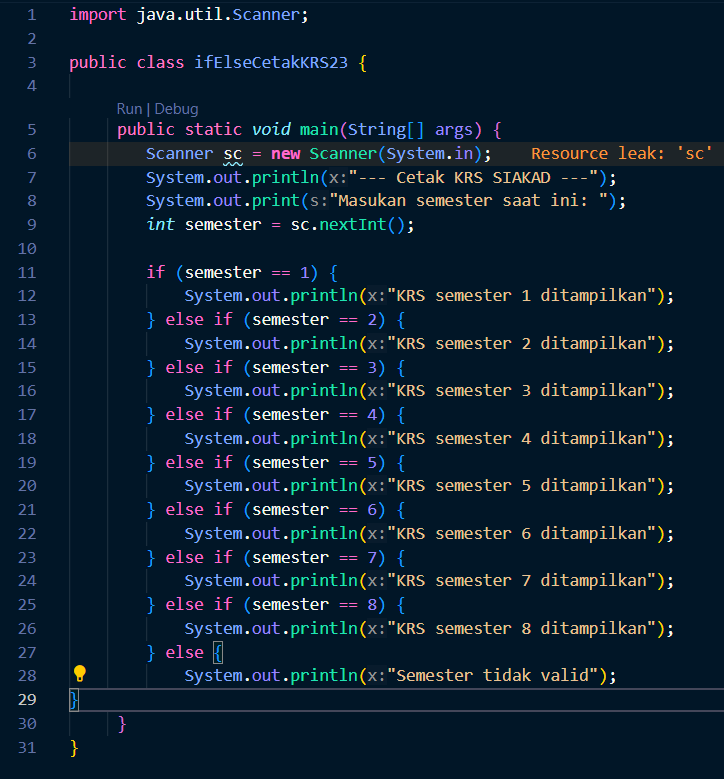 1 import java.util.Scanner;
2
3 public class ifElseCetakKRS23 {
4
Run | Debug
5 public static void main(String[] args) {
6 Scanner sc = new Scanner(System.in); Resource leak: 'sc'
7 System.out.println(x:"--- Cetak KRS SIAKAD ---");
8 System.out.print(s:"Masukan semester saat ini: ");
9 int semester = sc.nextInt();
10
11 if (semester == 1) {
12 System.out.println(x:"KRS semester 1 ditampilkan");
13 } else if (semester == 2) {
14 System.out.println(x:"KRS semester 2 ditampilkan");
15 } else if (semester == 3) {
16 System.out.println(x:"KRS semester 3 ditampilkan");
17 } else if (semester == 4) {
18 System.out.println(x:"KRS semester 4 ditampilkan");
19 } else if (semester == 5) {
20 System.out.println(x:"KRS semester 5 ditampilkan");
21 } else if (semester == 6) {
22 System.out.println(x:"KRS semester 6 ditampilkan");
23 } else if (semester == 7) {
24 System.out.println(x:"KRS semester 7 ditampilkan");
25 } else if (semester == 8) {
26 System.out.println(x:"KRS semester 8 ditampilkan");
27 } else {
28 System.out.println(x:"Semester tidak valid");
29 }
30 }
31 }